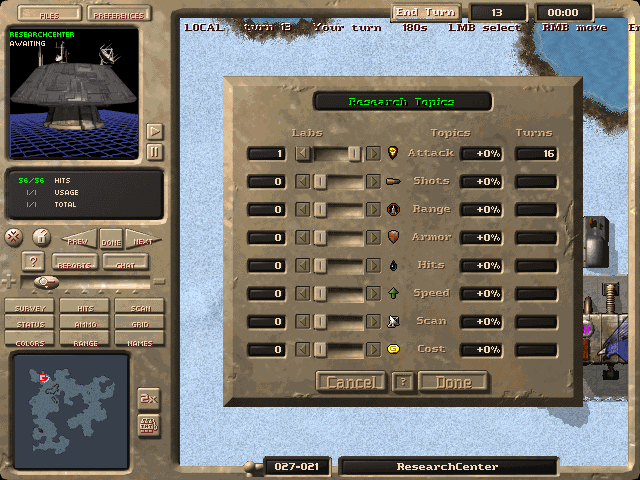 FILES PREFERENCES End Turn 13 00:00
LOCAL turn 13 Your turn 180s LMB select RMB move
RESEARCHCENTER
AWAITING
Research Topics
Labs Topics Turns
1 Attack +0% 16
0 Shots +0%
0 Range +0%
0 Armor +0%
0 Hits +0%
0 Speed +0%
0 Scan +0%
0 Cost +0%
Cancel ? Done
56/56 HITS
1/1 USAGE
1/1 TOTAL
PREV DONE NEXT
? REPORTS CHAT
SURVEY HITS SCAN
STATUS AMMO GRID
COLORS RANGE NAMES
2x
027-021 ResearchCenter